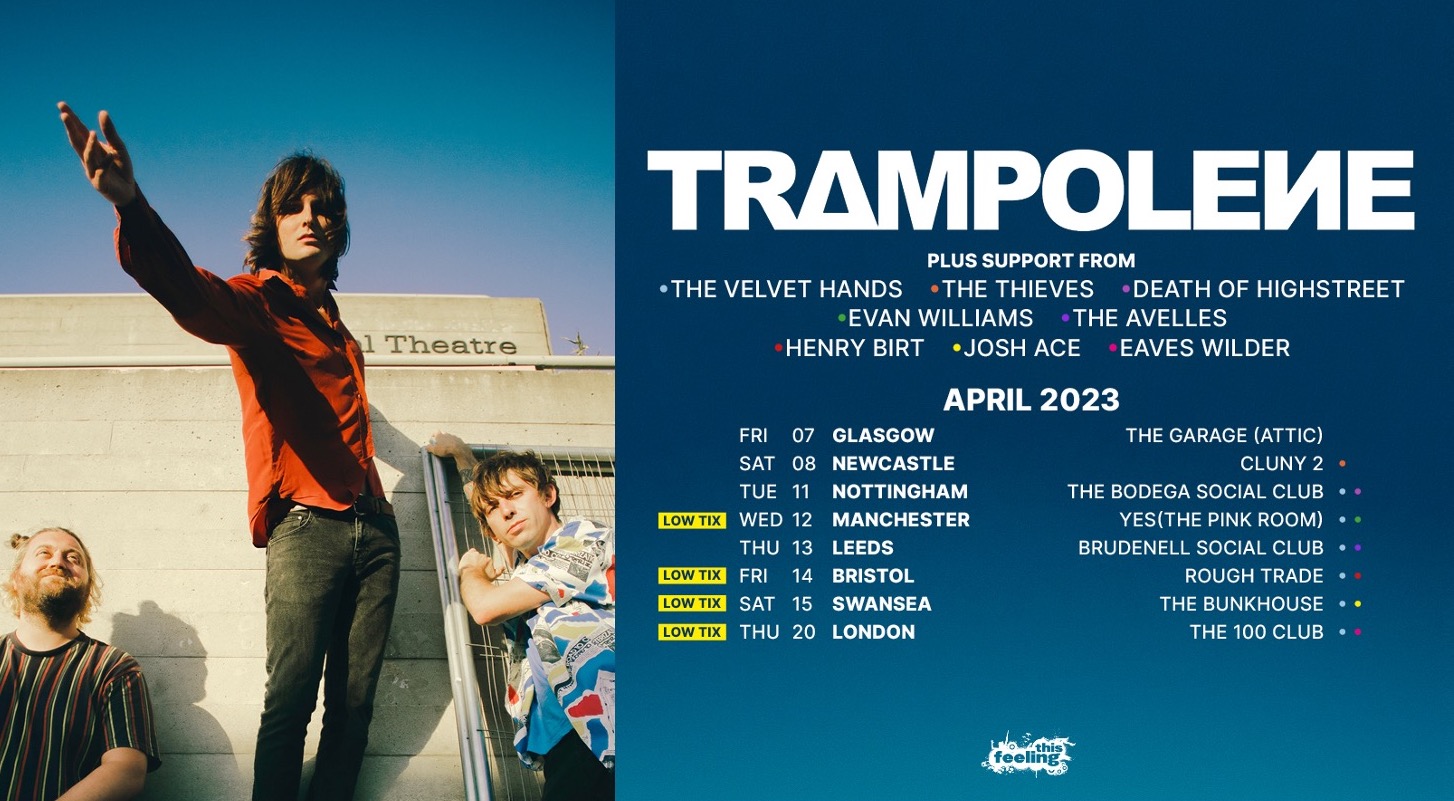 al Theatre
TRAMPOLENE
PLUS SUPPORT FROM
•THE VELVET HANDS •THE THIEVES •DEATH OF HIGHSTREET
•EVAN WILLIAMS •THE AVELLES
•HENRY BIRT •JOSH ACE •EAVES WILDER
APRIL 2023
FRI 07 GLASGOW THE GARAGE (ATTIC)
SAT 08 NEWCASTLE CLUNY 2 •
TUE 11 NOTTINGHAM THE BODEGA SOCIAL CLUB • •
LOW TIX WED 12 MANCHESTER YES(THE PINK ROOM) • •
THU 13 LEEDS BRUDENELL SOCIAL CLUB • •
LOW TIX FRI 14 BRISTOL ROUGH TRADE • •
LOW TIX SAT 15 SWANSEA THE BUNKHOUSE • •
LOW TIX THU 20 LONDON THE 100 CLUB • •
this feeling